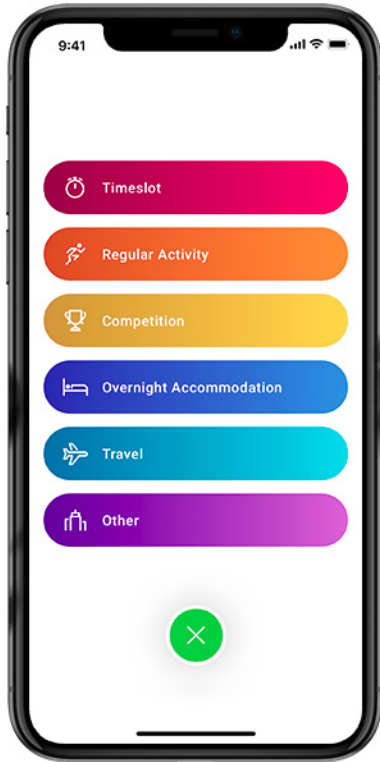 9:41
Timeslot
Regular Activity
Competition
Overnight Accommodation
Travel
Other